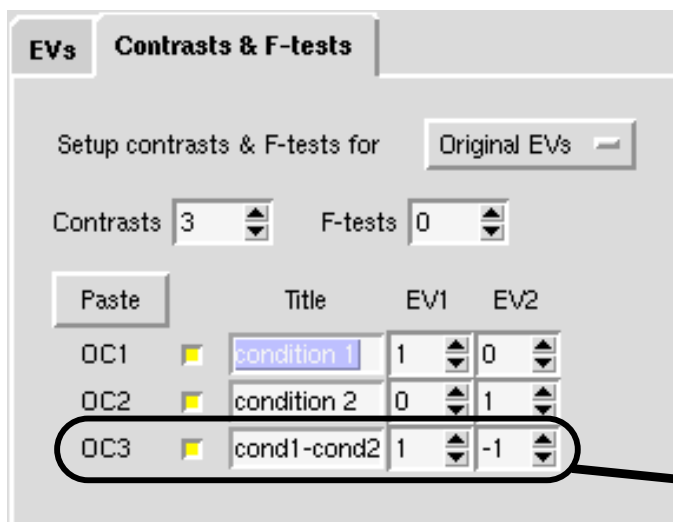 EVs Contrasts & F-tests
Setup contrasts & F-tests for Original EVs
Contrasts 3 F-tests 0
Paste Title EV1 EV2
OC1 condition 1 1 0
OC2 condition 2 0 1
OC3 cond1-cond2 1 -1